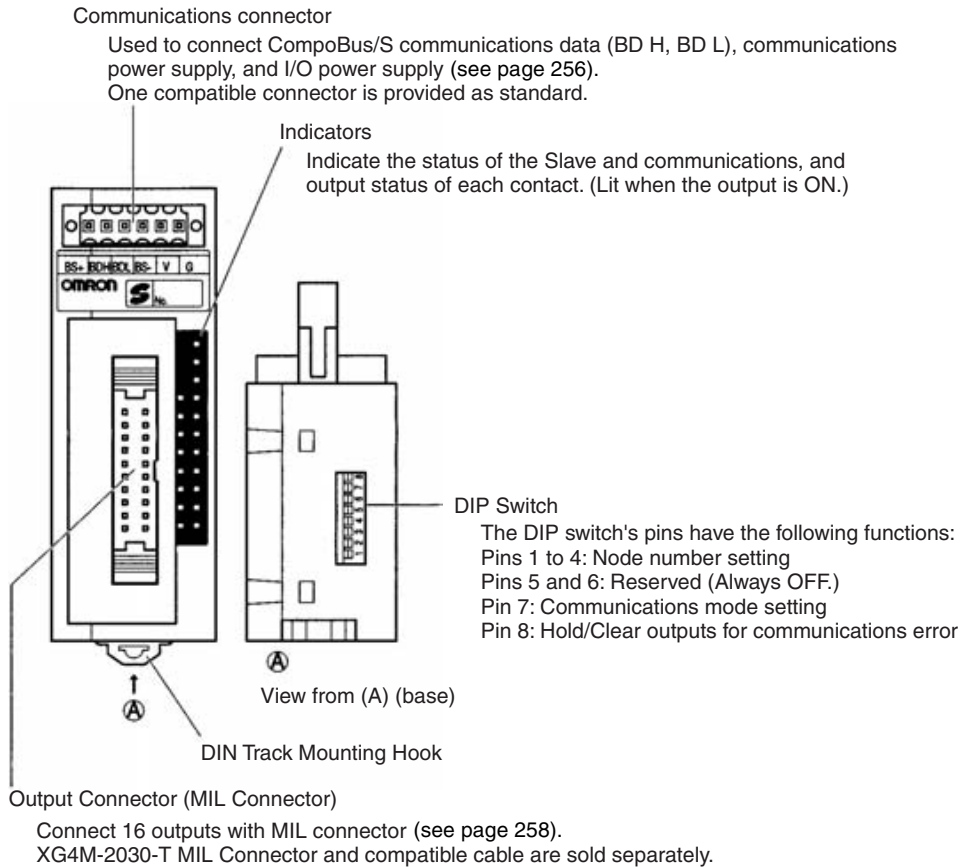 Communications connector
Used to connect CompoBus/S communications data (BD H, BD L), communications
power supply, and I/O power supply (see page 256).
One compatible connector is provided as standard.
Indicators
Indicate the status of the Slave and communications, and
output status of each contact. (Lit when the output is ON.)
BS+ BDH BDL BS- V G
OMRON S No.
DIP Switch
The DIP switch's pins have the following functions:
Pins 1 to 4: Node number setting
Pins 5 and 6: Reserved (Always OFF.)
Pin 7: Communications mode setting
Pin 8: Hold/Clear outputs for communications error
A
View from (A) (base)
A
DIN Track Mounting Hook
Output Connector (MIL Connector)
Connect 16 outputs with MIL connector (see page 258).
XG4M-2030-T MIL Connector and compatible cable are sold separately.